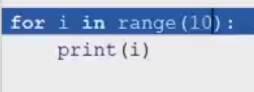 for i in range(10):
    print(i)